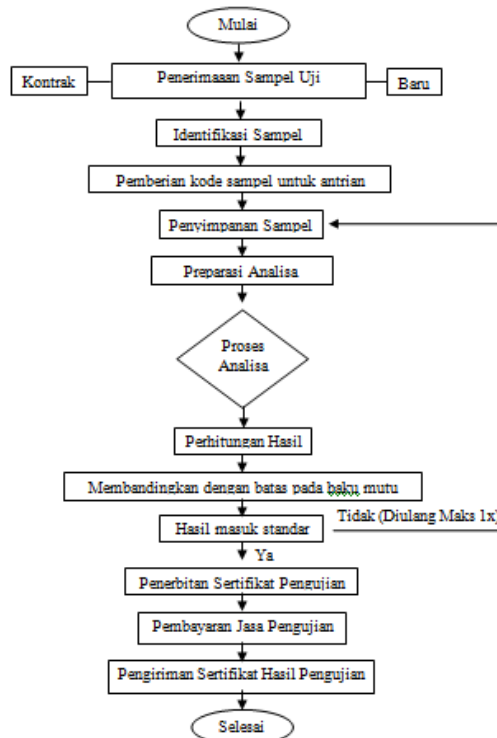 Mulai
Kontrak
Penerimaaan Sampel Uji
Baru
Identifikasi Sampel
Pemberian kode sampel untuk antrian
Penyimpanan Sampel
Preparasi Analisa
Proses
Analisa
Perhitungan Hasil
Membandingkan dengan batas pada baku mutu
Hasil masuk standar
Tidak (Diulang Maks 1x)
Ya
Penerbitan Sertifikat Pengujian
Pembayaran Jasa Pengujian
Pengiriman Sertifikat Hasil Pengujian
Selesai